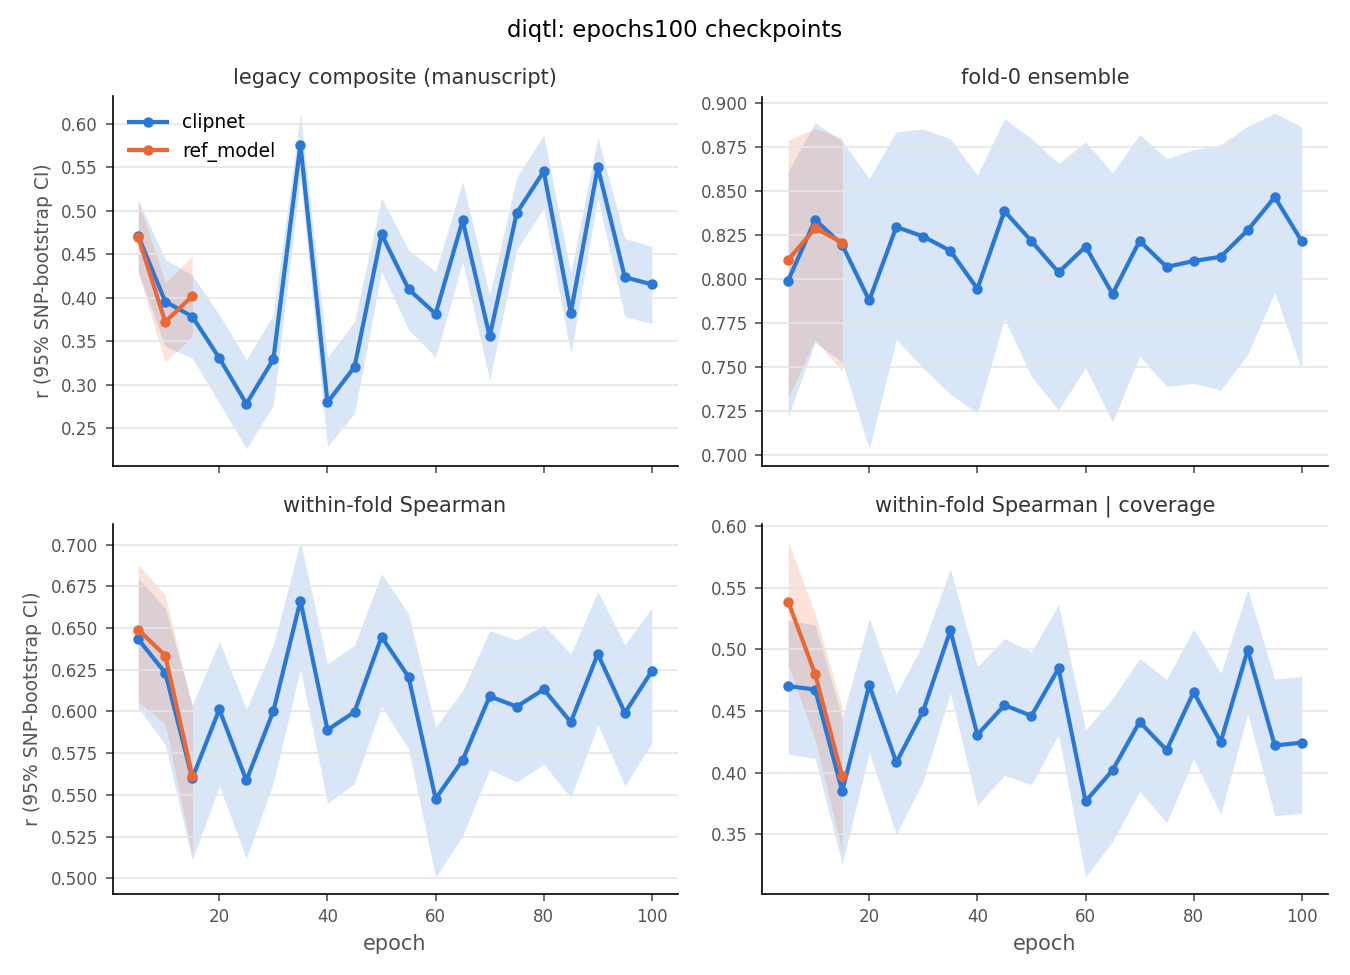 diqtl: epochs100 checkpoints
legacy composite (manuscript)
fold-0 ensemble
clipnet
ref_model
r (95% SNP-bootstrap CI)
0.60
0.55
0.50
0.45
0.40
0.35
0.30
0.25
0.900
0.875
0.850
0.825
0.800
0.775
0.750
0.725
0.700
within-fold Spearman
within-fold Spearman | coverage
r (95% SNP-bootstrap CI)
0.700
0.675
0.650
0.625
0.600
0.575
0.550
0.525
0.500
20 40 60 80 100
epoch
0.60
0.55
0.50
0.45
0.40
0.35
20 40 60 80 100
epoch